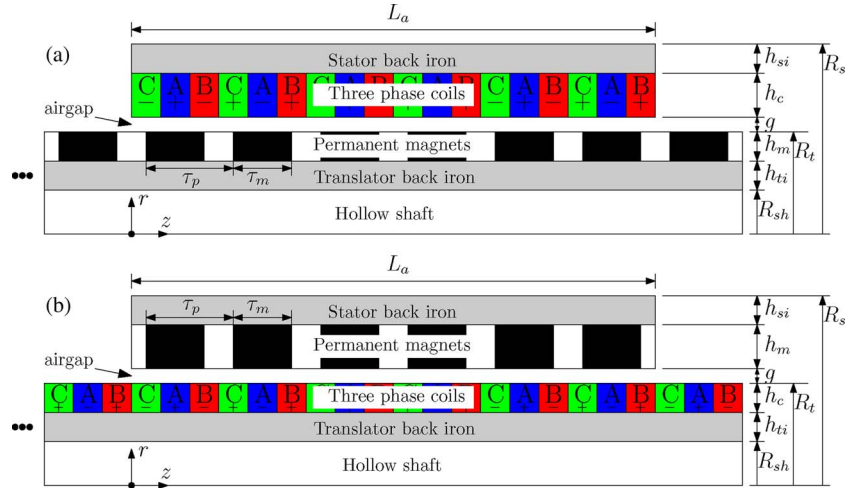 L_a
(a)
Stator back iron
h_si
R_s
C A B C A B C A B C A B
− + − + − + − + − + − +
Three phase coils
h_c
airgap
g
Permanent magnets
h_m
R_t
τ_p
τ_m
Translator back iron
h_ti
r
z
Hollow shaft
R_sh
L_a
(b)
τ_p
τ_m
Stator back iron
h_si
R_s
Permanent magnets
h_m
airgap
g
C A B C A B C A B C A B C A B C A B
+ − + − + − + − + − + − + − + − + −
Three phase coils
h_c
R_t
Translator back iron
h_ti
r
z
Hollow shaft
R_sh